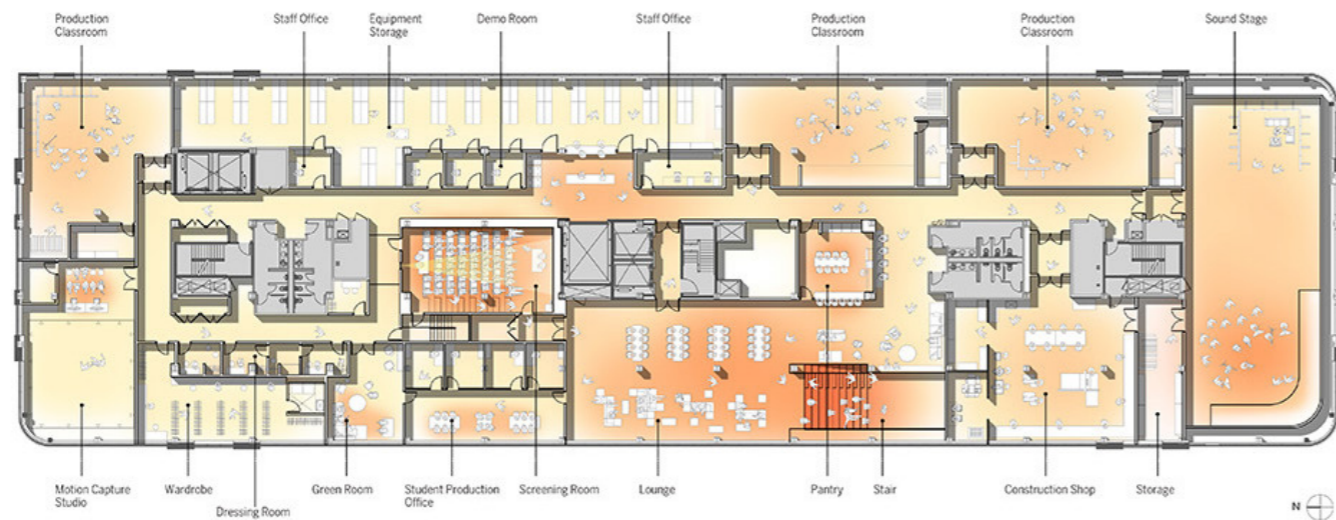 Production
Classroom
Staff Office
Equipment
Storage
Demo Room
Staff Office
Production
Classroom
Production
Classroom
Sound Stage
Motion Capture
Studio
Wardrobe
Dressing Room
Green Room
Student Production
Office
Screening Room
Lounge
Pantry
Stair
Construction Shop
Storage
N